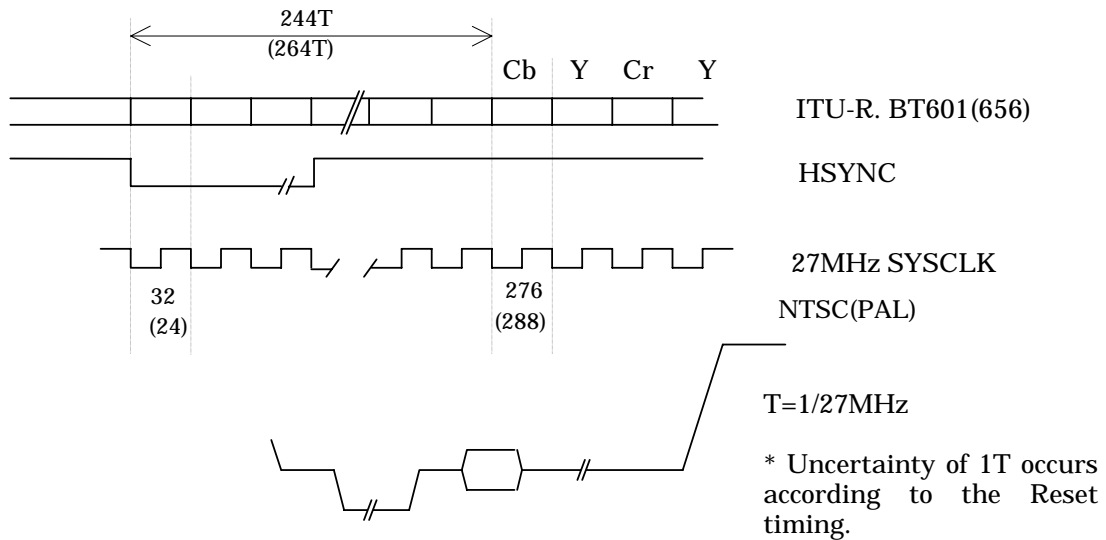 244T
(264T)
Cb Y Cr Y
ITU-R. BT601(656)
HSYNC
27MHz SYSCLK
32
(24)
276
(288)
NTSC(PAL)
T=1/27MHz
* Uncertainty of 1T occurs
according to the Reset
timing.